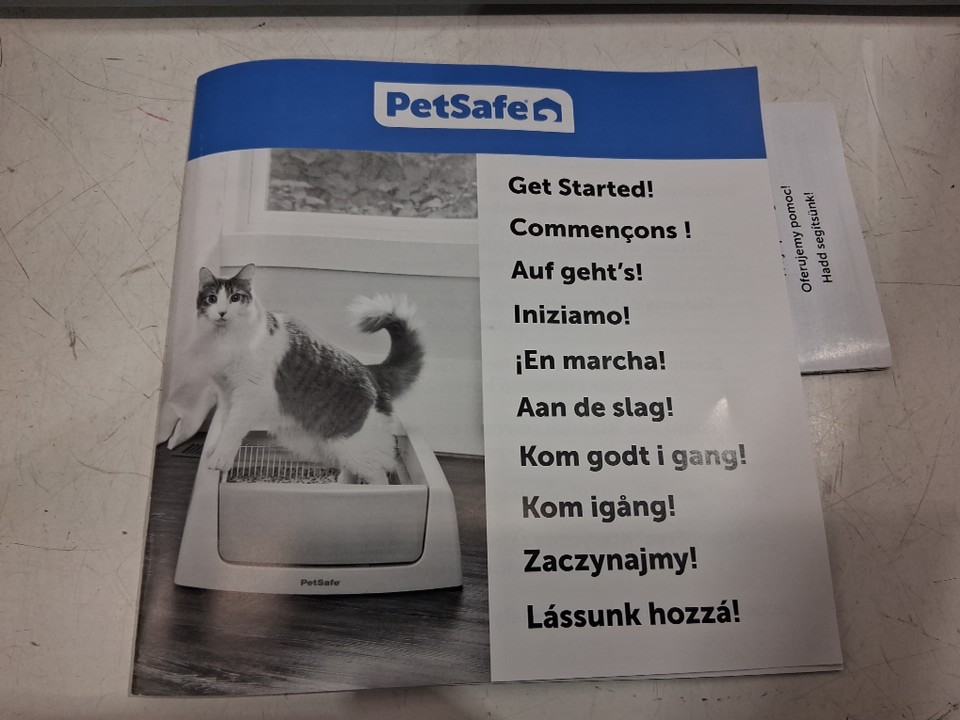 PetSafe
Get Started!
Commençons !
Auf geht's!
Iniziamo!
¡En marcha!
Aan de slag!
Kom godt i gang!
Kom igång!
Zaczynajmy!
Lássunk hozzá!
PetSafe
Oferujemy pomoc!
Hadd segítsünk!